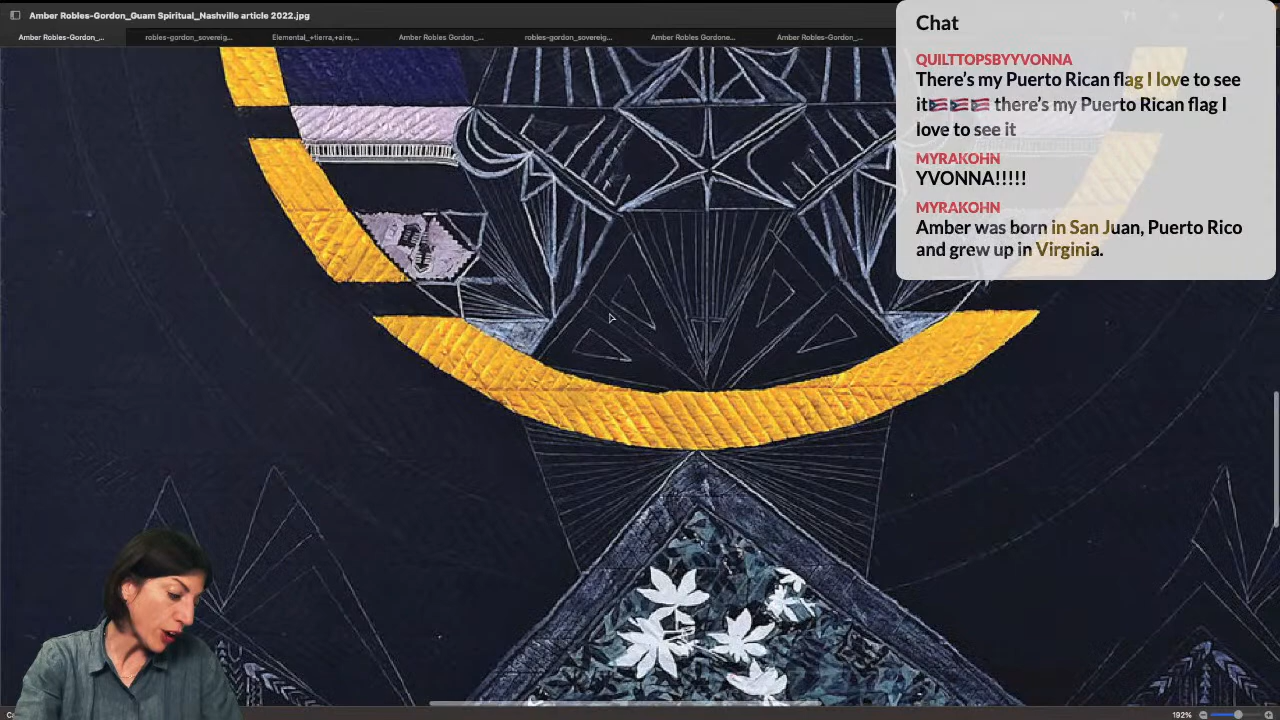 Amber Robles-Gordon_Guam Spiritual_Nashville article 2022.jpg
Amber Robles-Gordon_... robles-gordon_sovereig... Elemental_+tierra,+aire,... Amber Robles Gordon_... robles-gordon_sovereig... Amber Robles Gordone... Amber Robles-Gordon_...
Chat
QUILTTOPSBYYVONNA
There's my Puerto Rican flag I love to see
it🇵🇷🇵🇷🇵🇷 there's my Puerto Rican flag I
love to see it
MYRAKOHN
YVONNA!!!!!
MYRAKOHN
Amber was born in San Juan, Puerto Rico
and grew up in Virginia.
192%